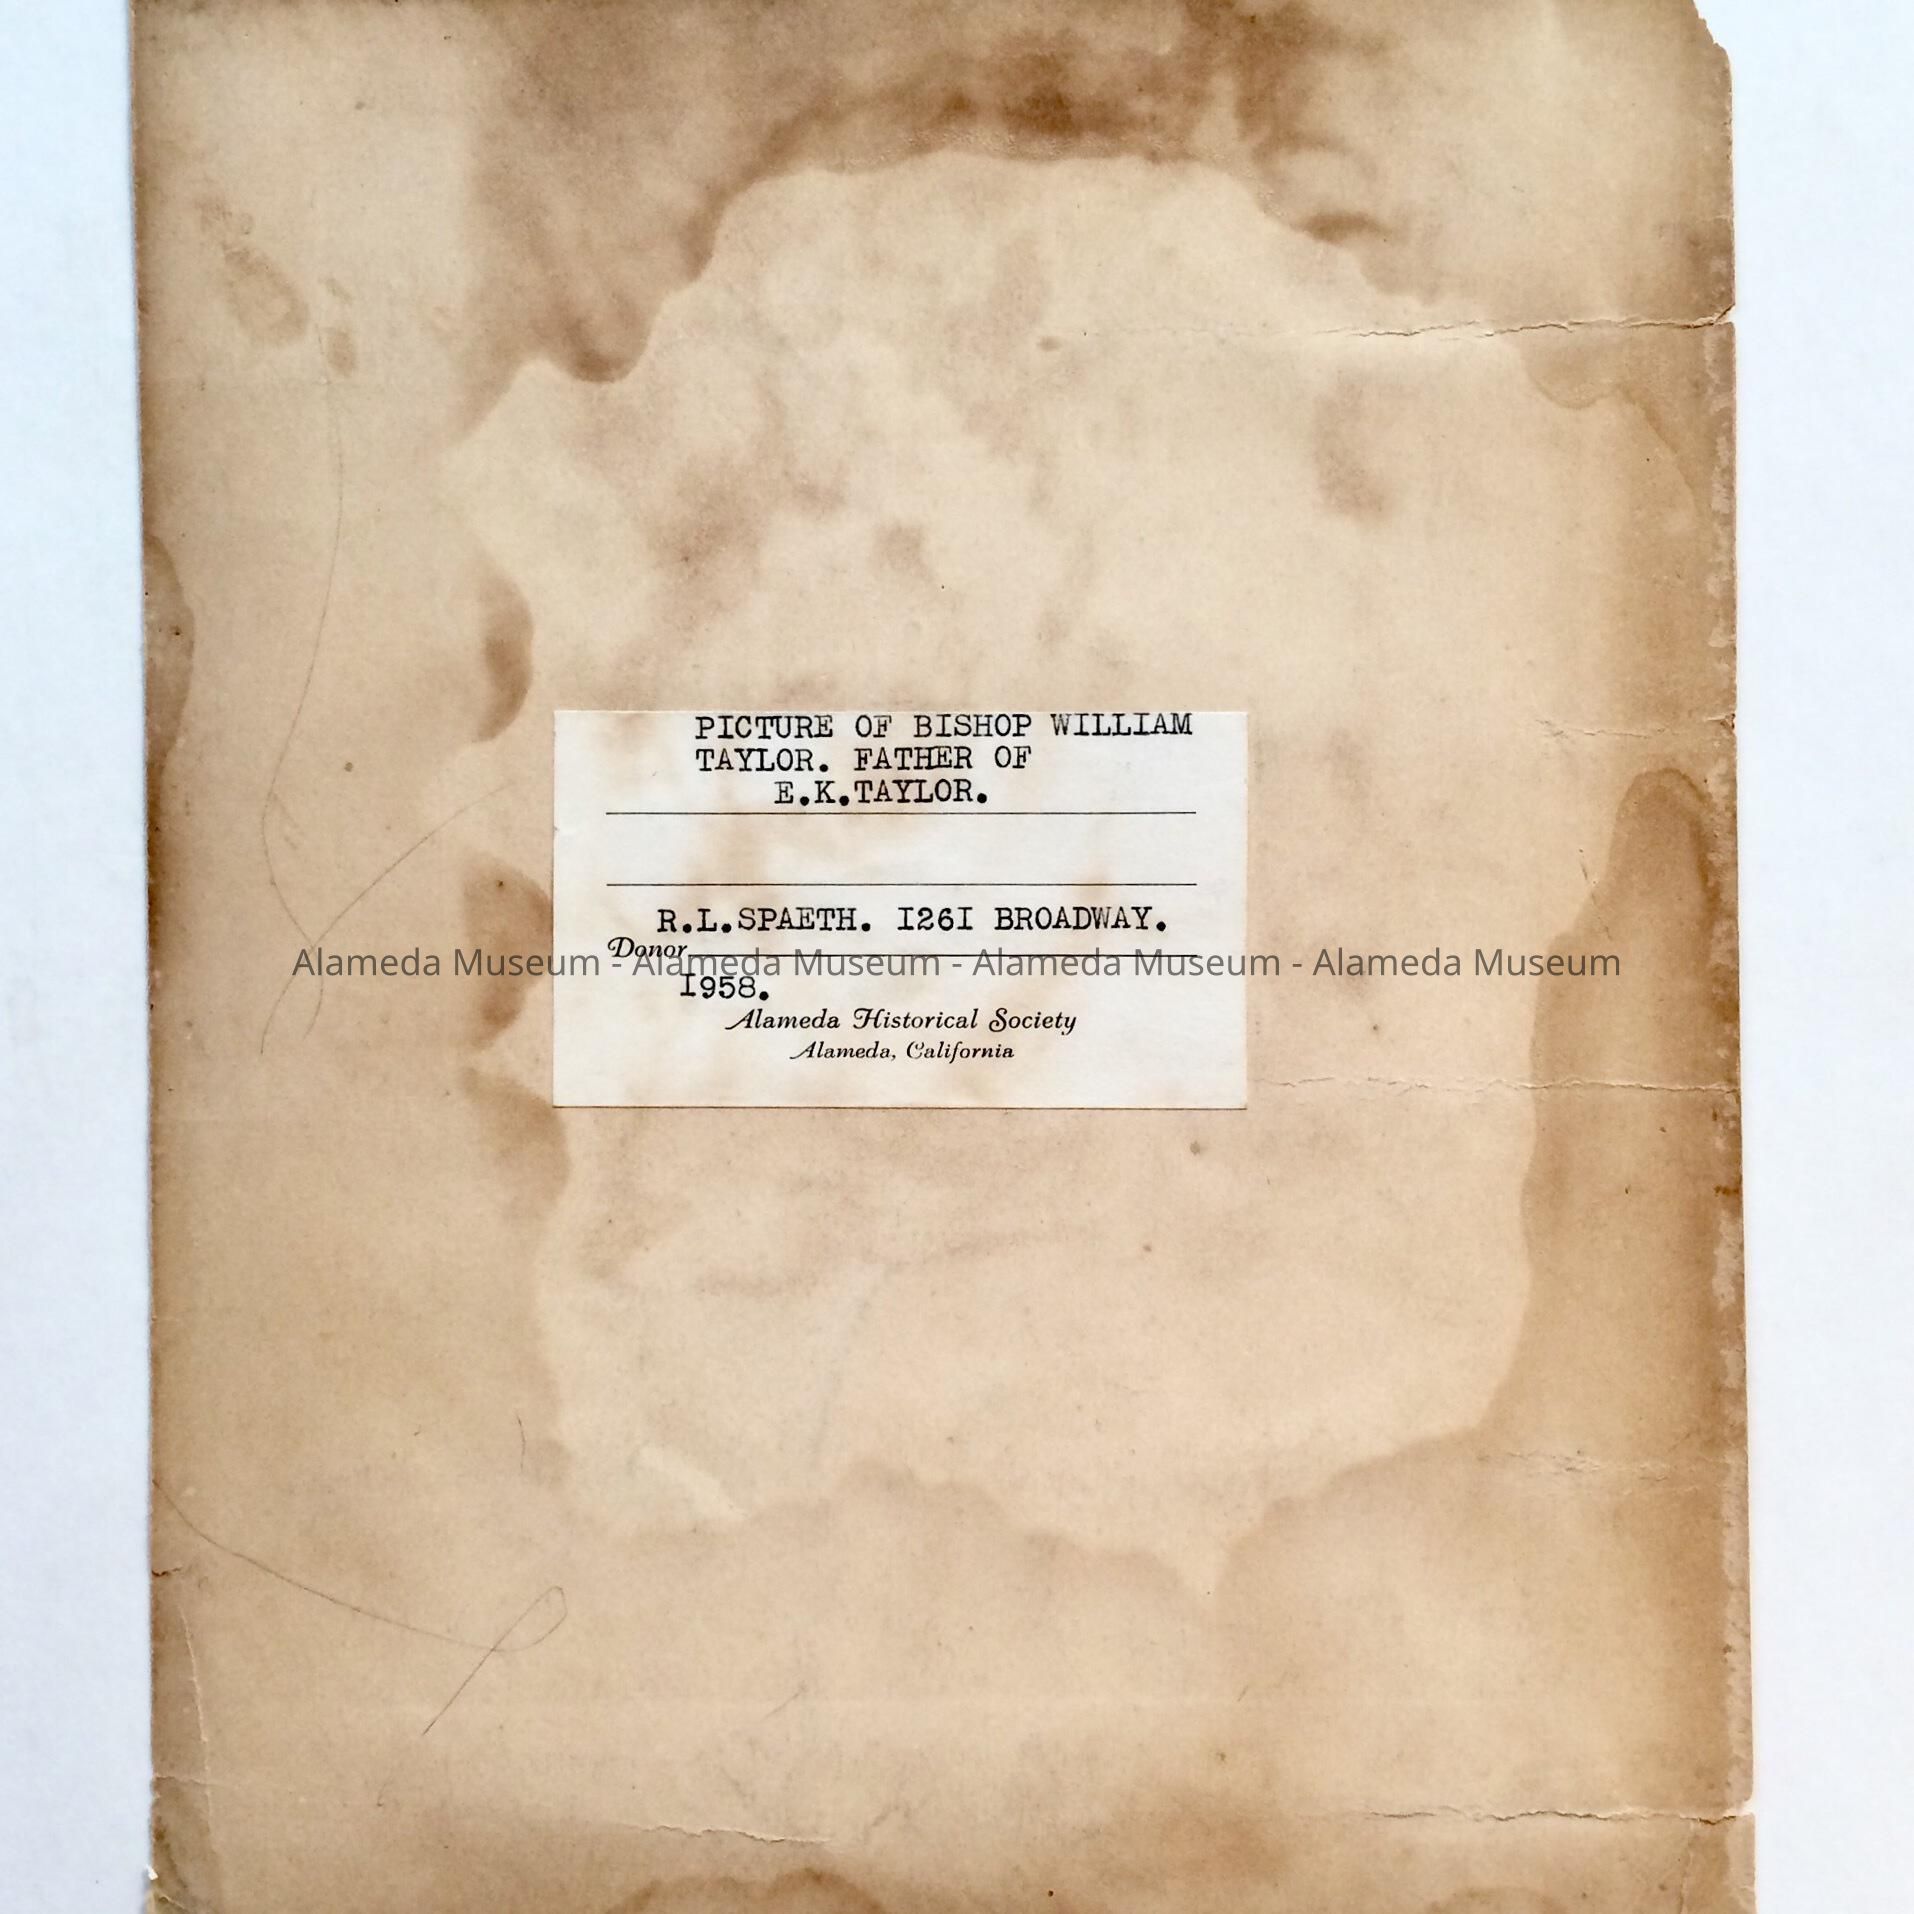 PICTURE OF BISHOP WILLIAM
TAYLOR. FATHER OF
E.K.TAYLOR.
R.L.SPAETH. I26I BROADWAY.
Donor
Alameda Museum - Alameda Museum - Alameda Museum - Alameda Museum
I958.
Alameda Historical Society
Alameda, California